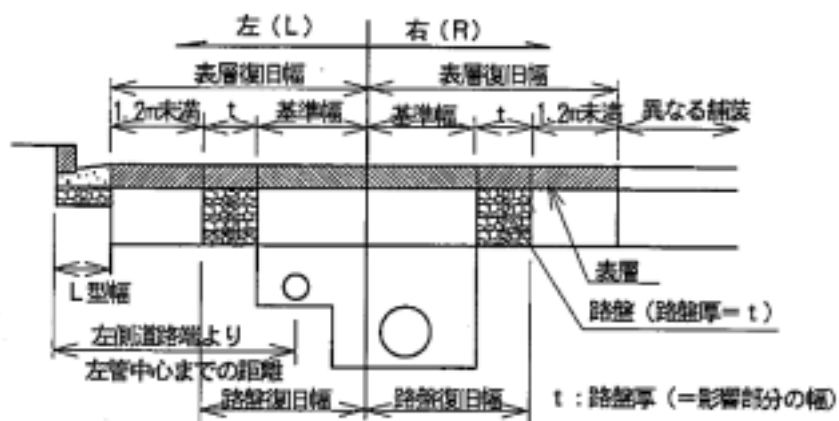 左（L） 右（R）
表層復旧幅 表層復旧幅
1.2m未満 t 基準幅 基準幅 t 1.2m未満 異なる舗装
表層
L型幅
路盤（路盤厚＝t）
左側道路端より
左管中心までの距離
路盤復旧幅 路盤復旧幅 t：路盤厚（＝影響部分の幅）